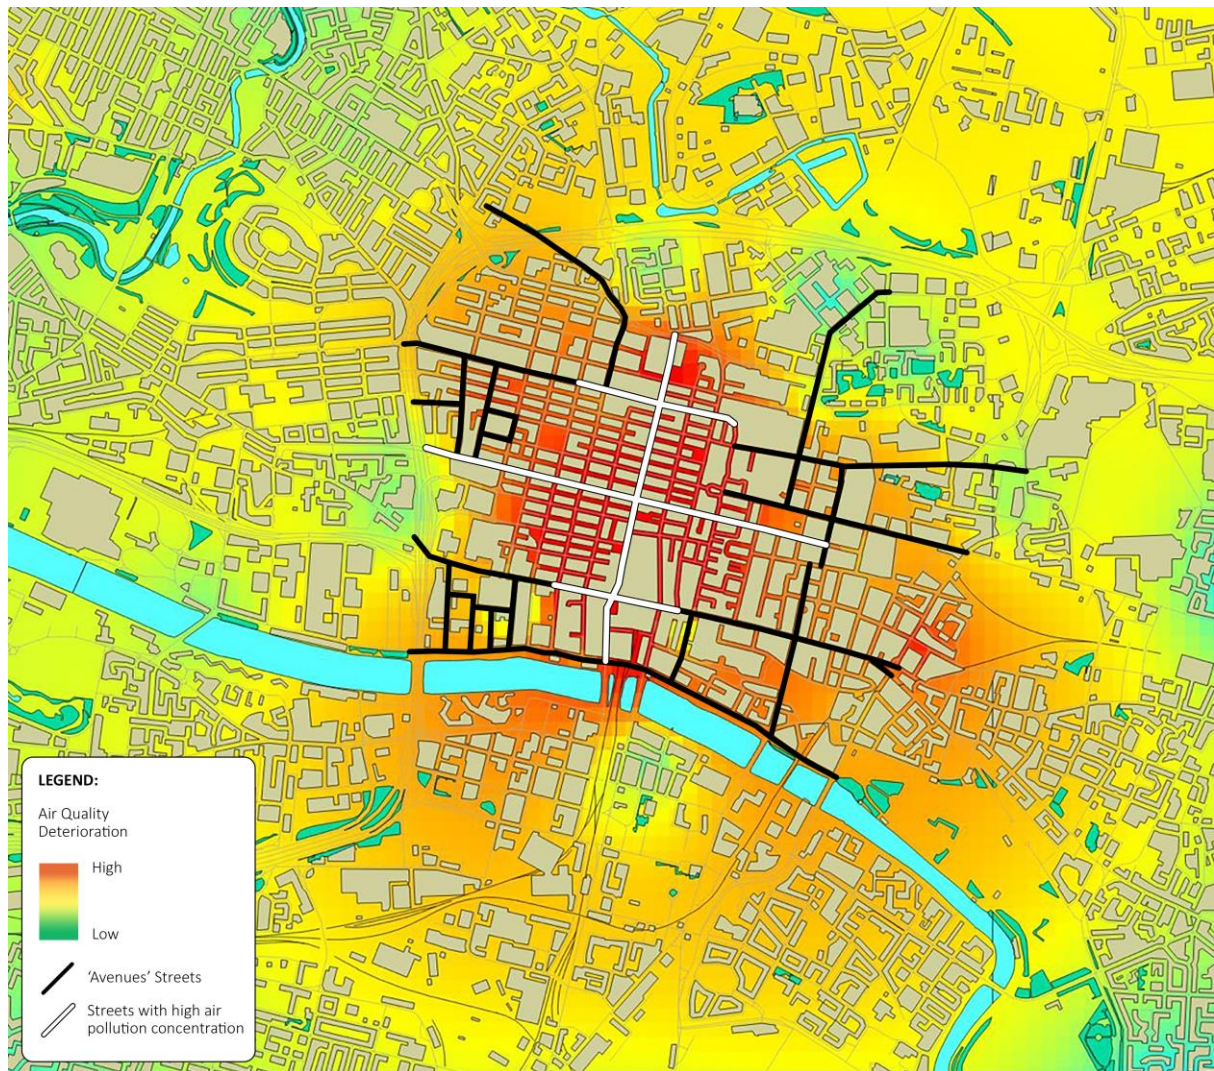 LEGEND:
Air Quality
Deterioration
High
Low
‘Avenues’ Streets
Streets with high air
pollution concentration